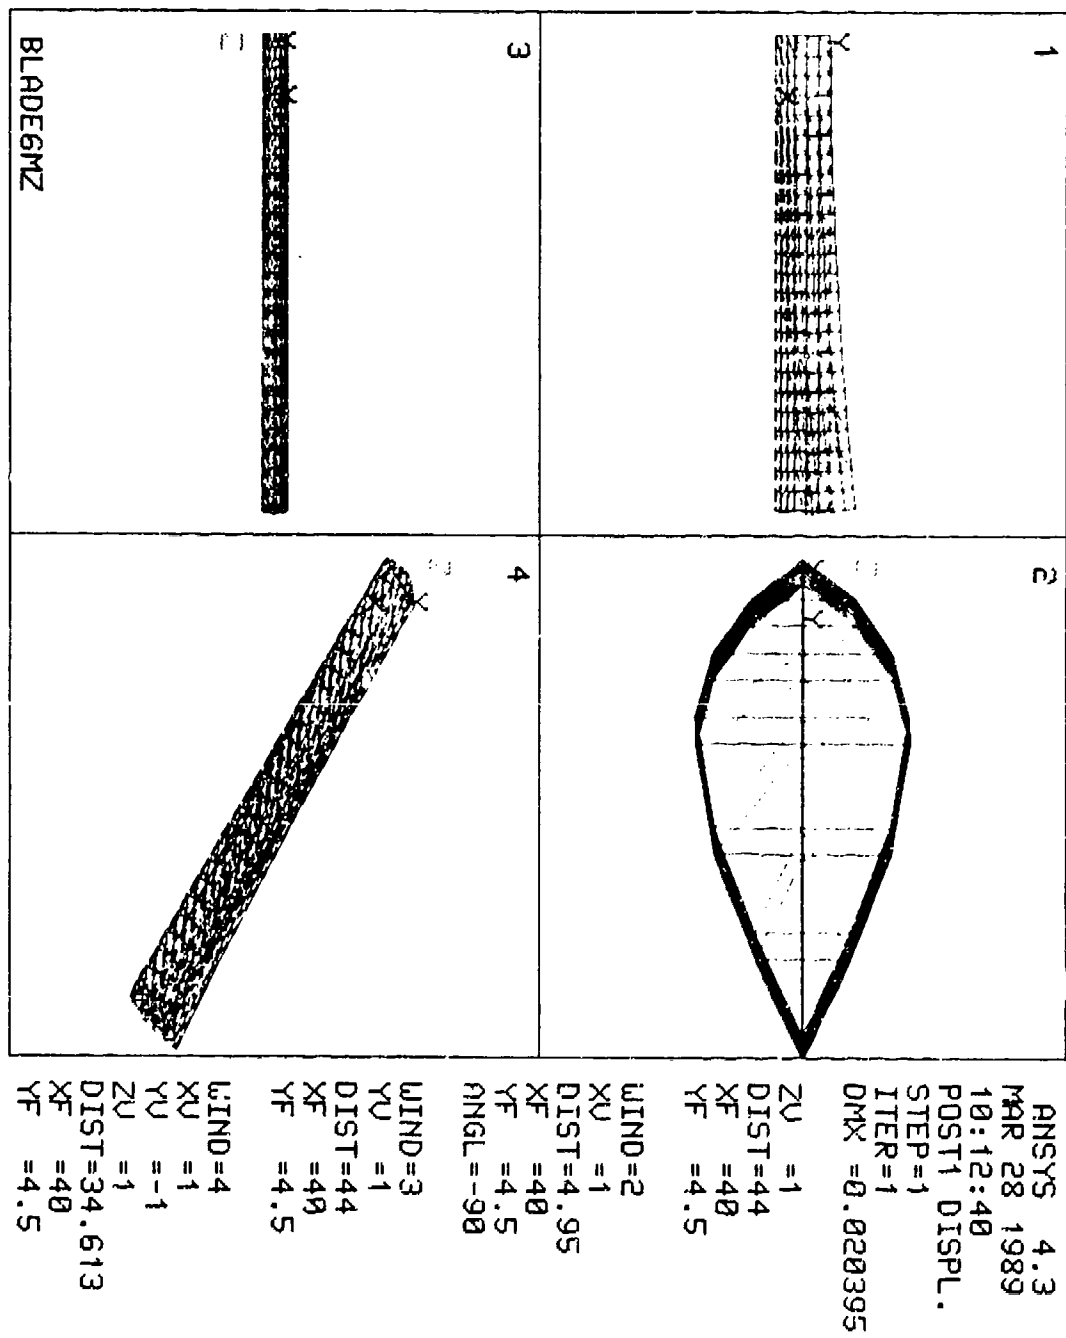 ANSYS 4.3
MAR 28 1989
10:12:40
POST1 DISPL.
STEP=1
ITER=1
DMX =0.020395
ZV =1
DIST=44
XF =40
YF =4.5
WIND=2
XV =1
DIST=4.95
XF =40
YF =4.5
ANGL=-90
WIND=3
YV =1
DIST=44
XF =40
YF =4.5
WIND=4
XV =1
YV =-1
ZV =1
DIST=34.613
XF =40
YF =4.5
1
Y
X
2
Y
3
Y
X
4
BLADE6MZ